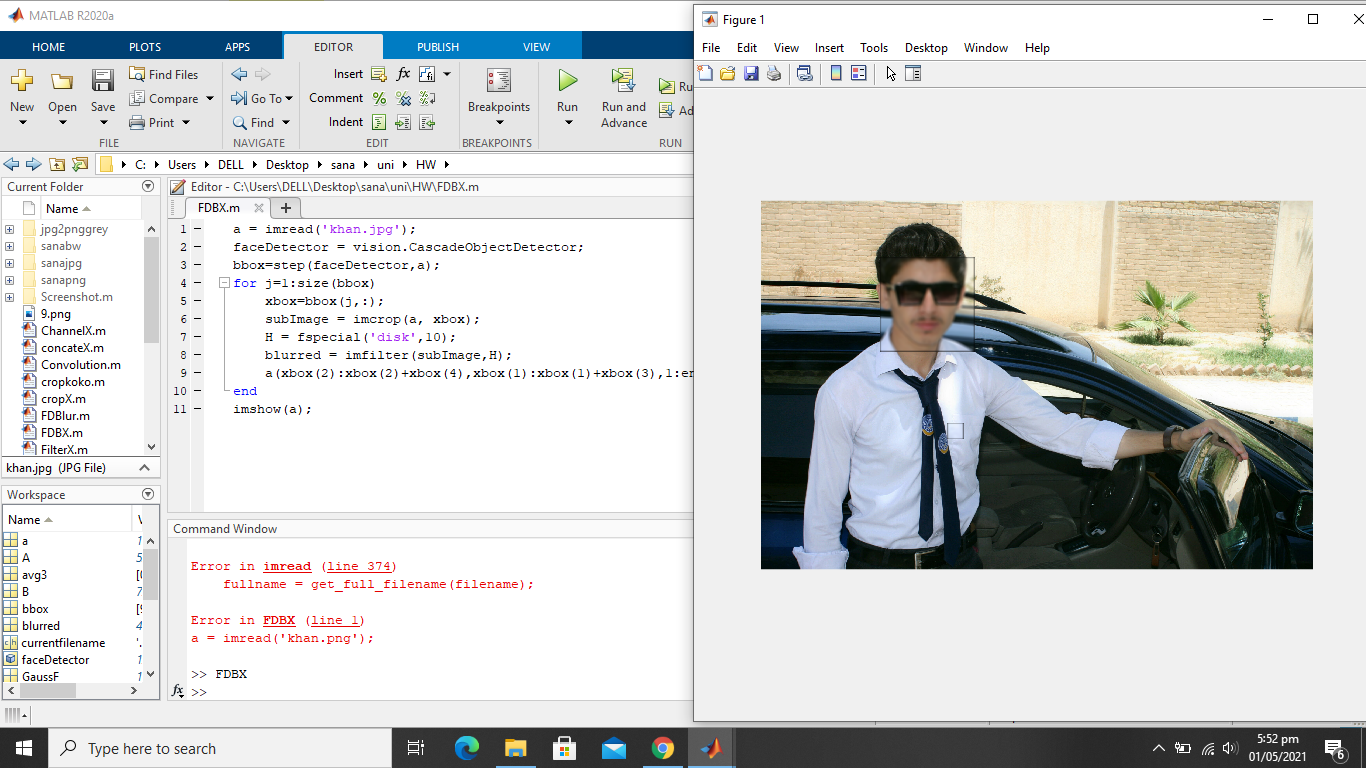 MATLAB R2020a
HOME PLOTS APPS EDITOR PUBLISH VIEW
New
Open
Save
Find Files
Compare
Print
FILE
Go To
Find
NAVIGATE
Insert
Comment
Indent
EDIT
Breakpoints
BREAKPOINTS
Run
Run and
Advance
RUN
C: Users DELL Desktop sana uni HW
Current Folder
Name
jpg2pnggrey
sanabw
sanajpg
sanapng
Screenshot.m
9.png
ChannelX.m
concateX.m
Convolution.m
cropkoko.m
cropX.m
FDBlur.m
FDBX.m
FilterX.m
khan.jpg (JPG File)
Workspace
Name
a
A 5
avg3
B 7
bbox
blurred 4
currentfilename
faceDetector
GaussF
Editor - C:\Users\DELL\Desktop\sana\uni\HW\FDBX.m
FDBX.m
1 a = imread('khan.jpg');
2 faceDetector = vision.CascadeObjectDetector;
3 bbox=step(faceDetector,a);
4 for j=1:size(bbox)
5 xbox=bbox(j,:);
6 subImage = imcrop(a, xbox);
7 H = fspecial('disk',10);
8 blurred = imfilter(subImage,H);
9 a(xbox(2):xbox(2)+xbox(4),xbox(1):xbox(1)+xbox(3),1:en
10 end
11 imshow(a);
Command Window
Error in imread (line 374)
fullname = get_full_filename(filename);
Error in FDBX (line 1)
a = imread('khan.png');
>> FDBX
>>
fx
Figure 1
File Edit View Insert Tools Desktop Window Help
Type here to search
5:52 pm
01/05/2021
6